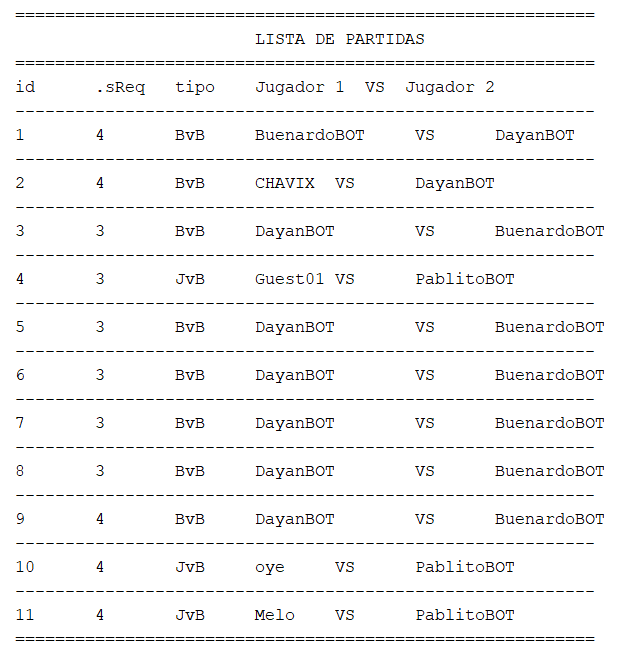 ==========================================================
LISTA DE PARTIDAS
==========================================================
id .sReq tipo Jugador 1 VS Jugador 2
----------------------------------------------------------
1 4 BvB BuenardoBOT VS DayanBOT
----------------------------------------------------------
2 4 BvB CHAVIX VS DayanBOT
----------------------------------------------------------
3 3 BvB DayanBOT VS BuenardoBOT
----------------------------------------------------------
4 3 JvB Guest01 VS PablitoBOT
----------------------------------------------------------
5 3 BvB DayanBOT VS BuenardoBOT
----------------------------------------------------------
6 3 BvB DayanBOT VS BuenardoBOT
----------------------------------------------------------
7 3 BvB DayanBOT VS BuenardoBOT
----------------------------------------------------------
8 3 BvB DayanBOT VS BuenardoBOT
----------------------------------------------------------
9 4 BvB DayanBOT VS BuenardoBOT
----------------------------------------------------------
10 4 JvB oye VS PablitoBOT
----------------------------------------------------------
11 4 JvB Melo VS PablitoBOT
==========================================================